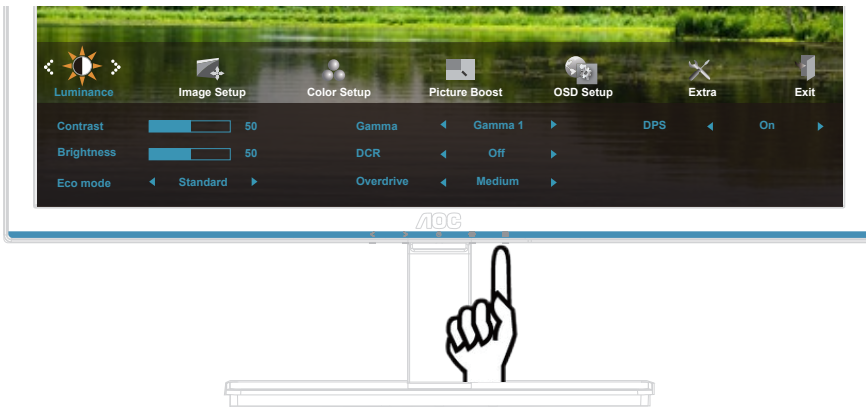 Luminance Image Setup Color Setup Picture Boost OSD Setup Extra Exit
Contrast 50 Gamma Gamma 1 DPS On
Brightness 50 DCR Off
Eco mode Standard Overdrive Medium
AOC